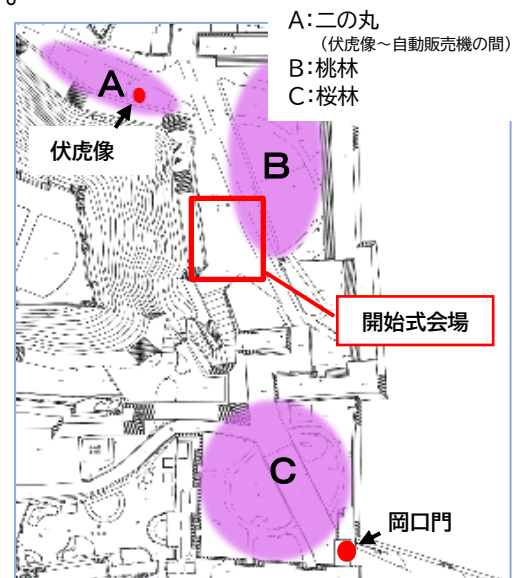 。
A:二の丸
(伏虎像～自動販売機の間)
B:桃林
C:桜林
A
伏虎像
B
開始式会場
C
岡口門